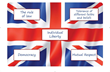 The Rule
of law
Tolerance of
different faiths
and beliefs
Individual
Liberty
Democracy
Mutual Respect